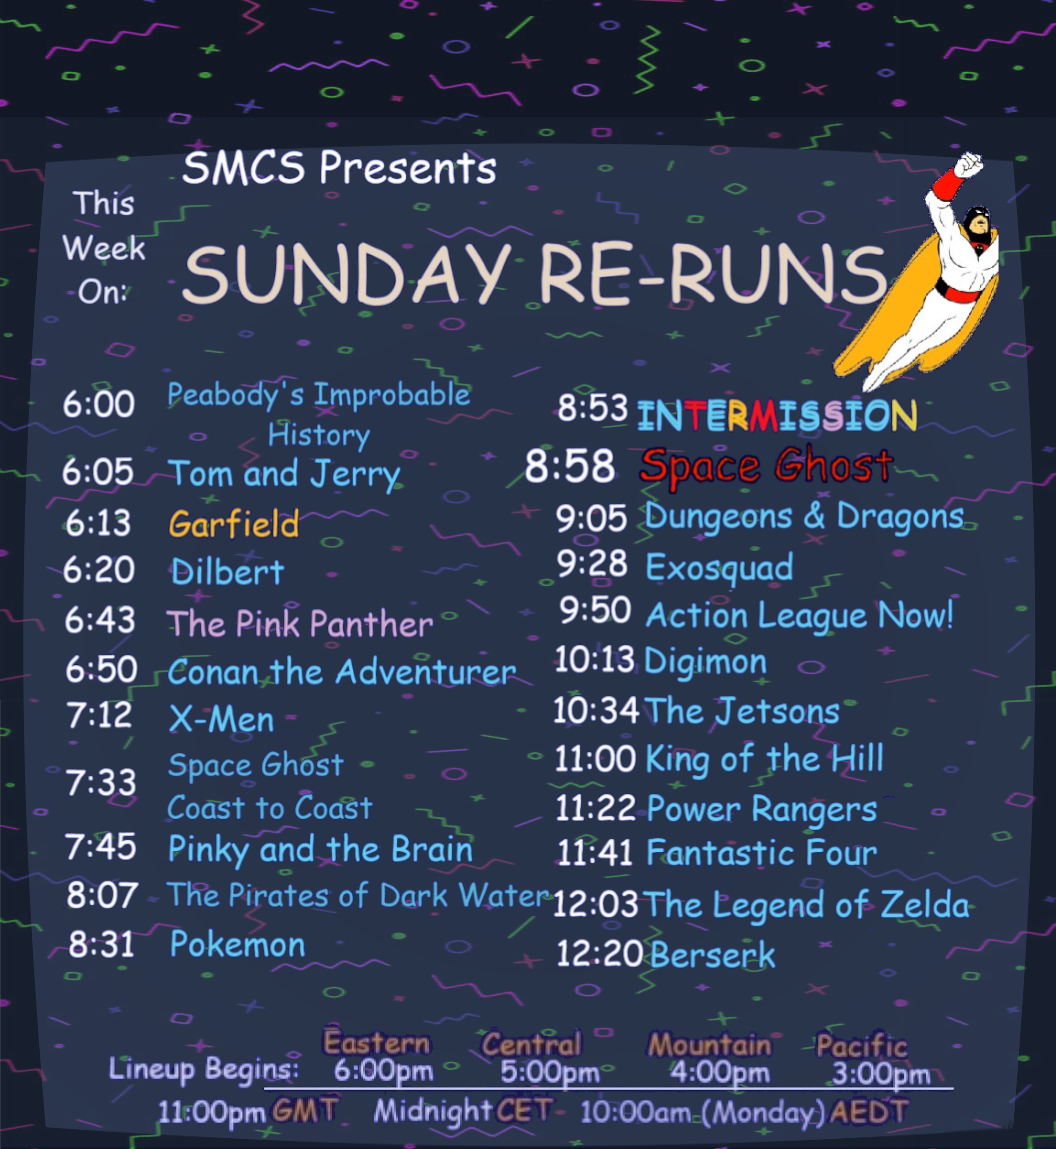 SMCS Presents
This
Week
On:
SUNDAY RE-RUNS
6:00 Peabody's Improbable
History
6:05 Tom and Jerry
6:13 Garfield
6:20 Dilbert
6:43 The Pink Panther
6:50 Conan the Adventurer
7:12 X-Men
7:33 Space Ghost
Coast to Coast
7:45 Pinky and the Brain
8:07 The Pirates of Dark Water
8:31 Pokemon
8:53 INTERMISSION
8:58 Space Ghost
9:05 Dungeons & Dragons
9:28 Exosquad
9:50 Action League Now!
10:13 Digimon
10:34 The Jetsons
11:00 King of the Hill
11:22 Power Rangers
11:41 Fantastic Four
12:03 The Legend of Zelda
12:20 Berserk
Eastern Central Mountain Pacific
Lineup Begins: 6:00pm 5:00pm 4:00pm 3:00pm
11:00pm GMT Midnight CET 10:00am (Monday) AEDT